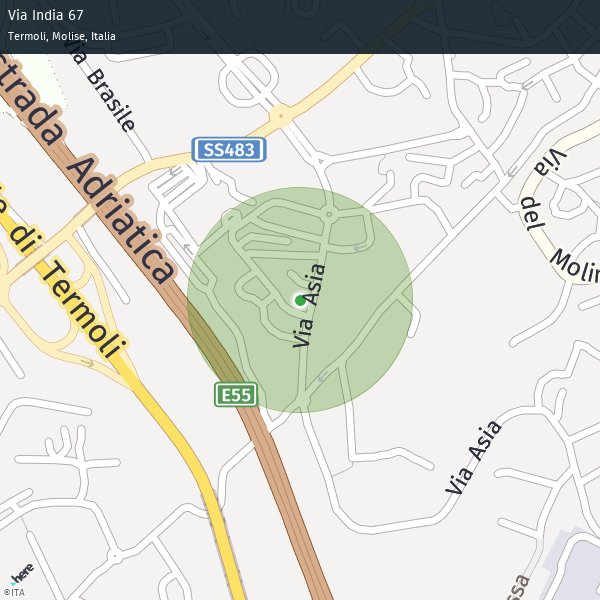 Via India 67
Termoli, Molise, Italia
Via Brasile
strada Adriatica
SS483
Via del Molin
le di Termoli
Via Asia
E55
Via Asia
ssa
here
©ITA